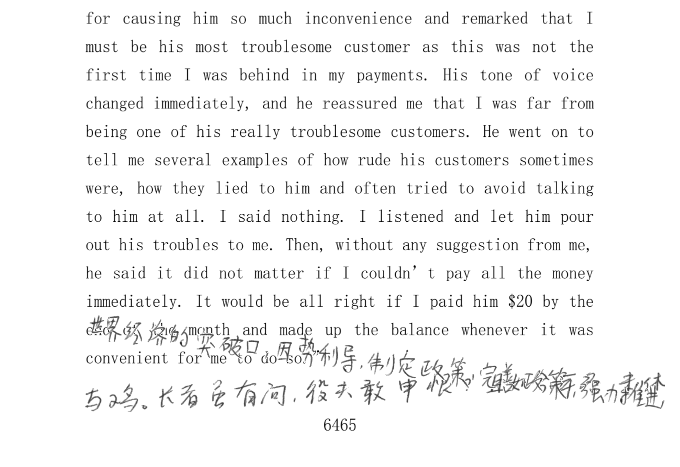 for causing him so much inconvenience and remarked that I
must be his most troublesome customer as this was not the
first time I was behind in my payments. His tone of voice
changed immediately, and he reassured me that I was far from
being one of his really troublesome customers. He went on to
tell me several examples of how rude his customers sometimes
were, how they lied to him and often tried to avoid talking
to him at all. I said nothing. I listened and let him pour
out his troubles to me. Then, without any suggestion from me,
he said it did not matter if I couldn't pay all the money
immediately. It would be all right if I paid him $20 by the
month and made up the balance whenever it was
convenient for me to do so.
世界经济的突破口，因势利导，制定政策，完善政策，强力推进
与鸡。长者虽有问，役夫敢申恨？
6465